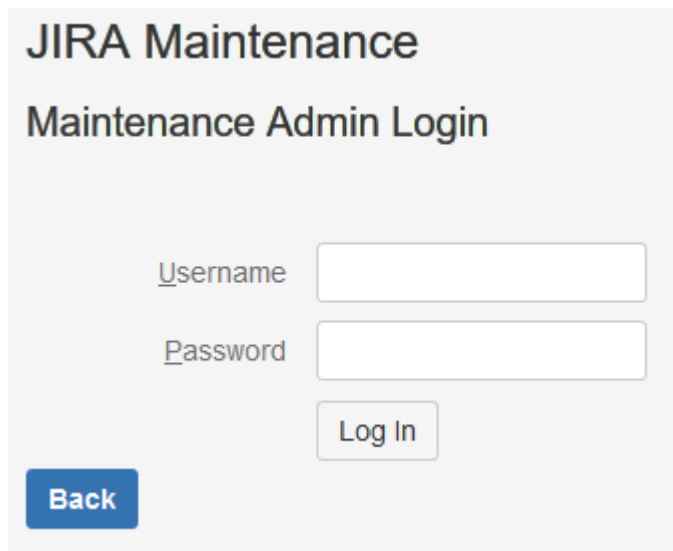 JIRA Maintenance
Maintenance Admin Login
Username
Password
Log In
Back